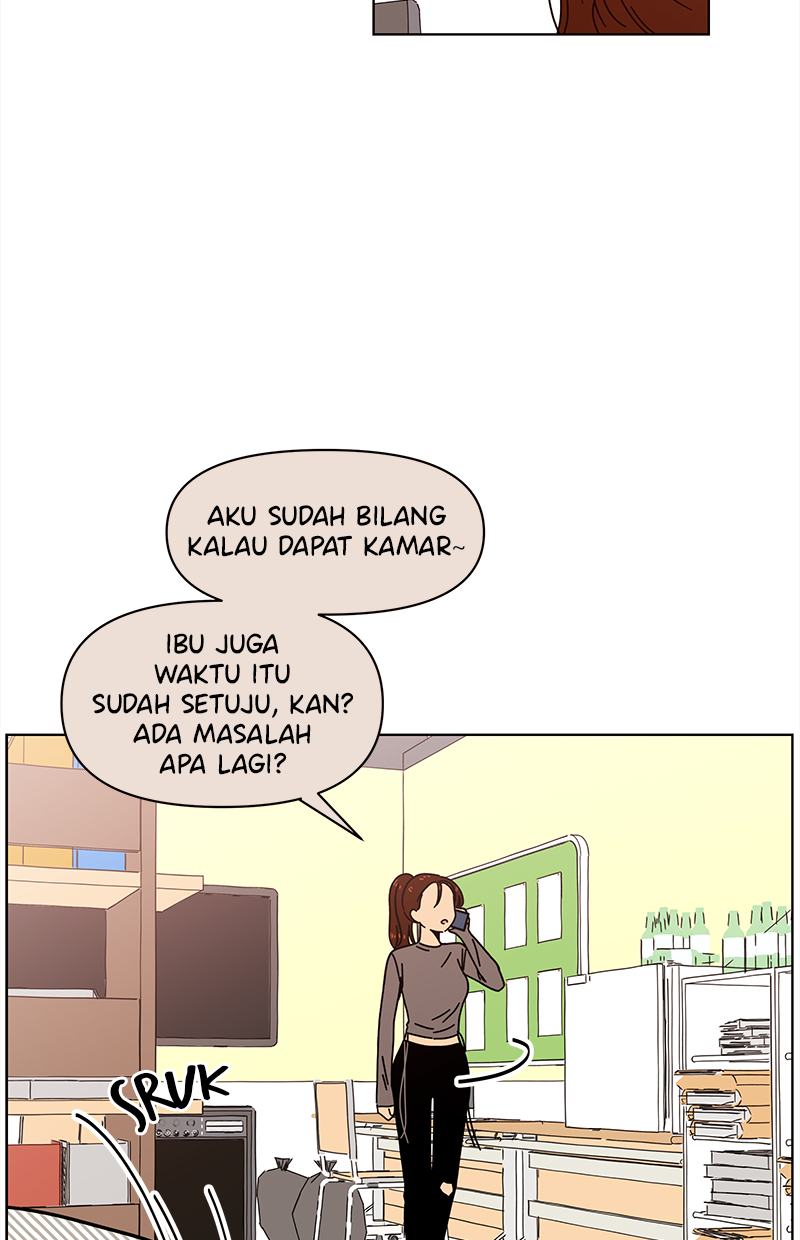 AKU SUDAH BILANG
KALAU DAPAT KAMAR~
IBU JUGA
WAKTU ITU
SUDAH SETUJU, KAN?
ADA MASALAH
APA LAGI?
SRUK